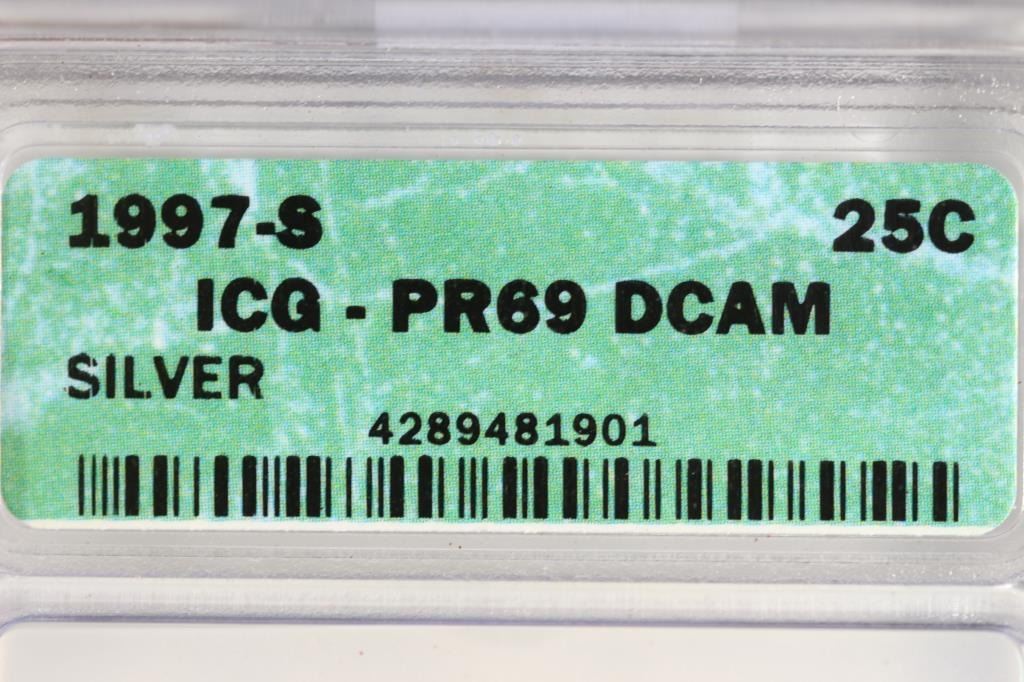 1997-S 25C
ICG - PR69 DCAM
SILVER
4289481901